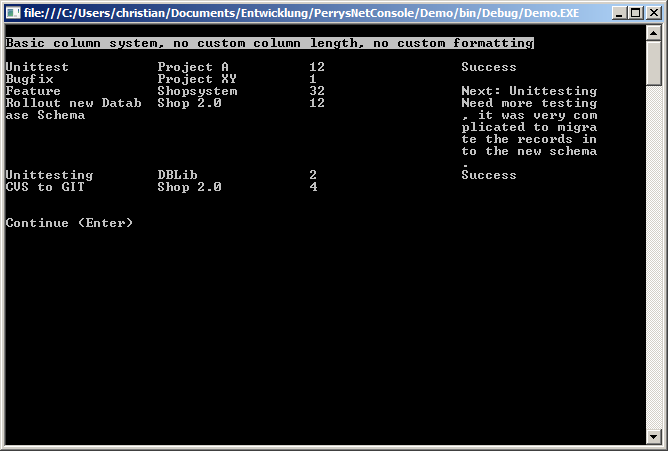 file:///C:/Users/christian/Documents/Entwicklung/PerrysNetConsole/Demo/bin/Debug/Demo.EXE
Basic column system, no custom column length, no custom formatting
Unittest Project A 12 Success
Bugfix Project XY 1
Feature Shopsystem 32 Next: Unittesting
Rollout new Datab Shop 2.0 12 Need more testing
ase Schema , it was very com
plicated to migra
te the records in
to the new schema
.
Unittesting DBLib 2 Success
CVS to GIT Shop 2.0 4
Continue (Enter)